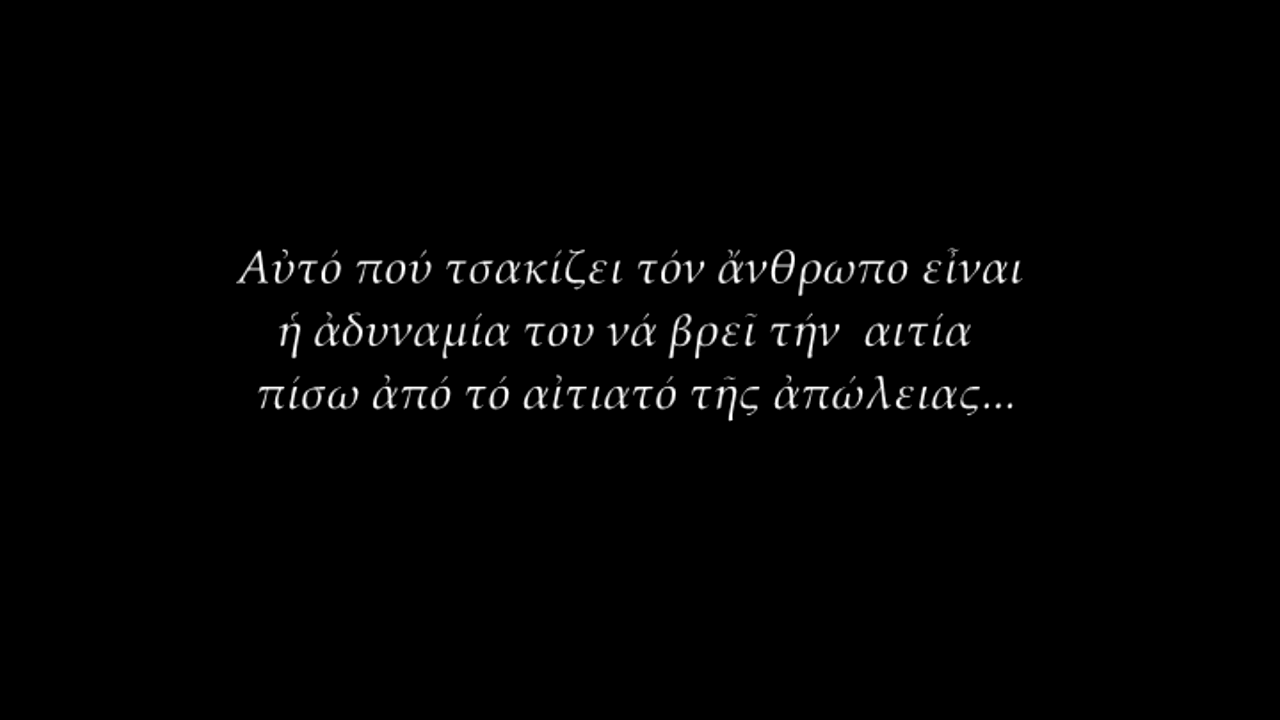 Αὐτό πού τσακίζει τόν ἄνθρωπο εἶναι
ἡ ἀδυναμία του νά βρεῖ τήν αιτία
πίσω ἀπό τό αἰτιατό τῆς ἀπώλειας...